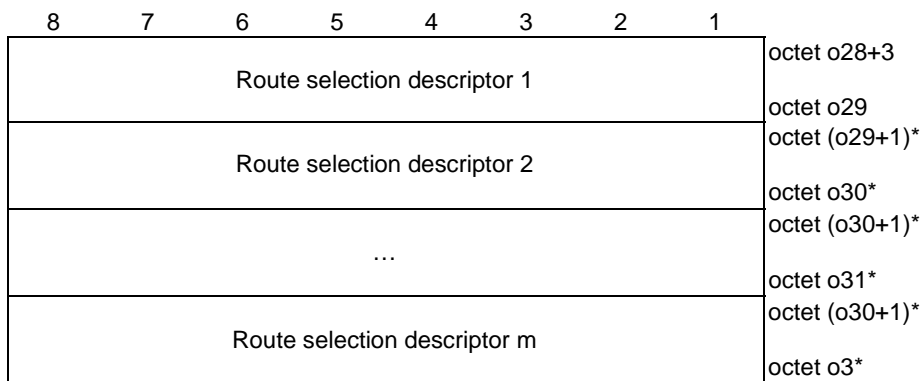 8 7 6 5 4 3 2 1
octet o28+3
Route selection descriptor 1
octet o29
octet (o29+1)*
Route selection descriptor 2
octet o30*
octet (o30+1)*
…
octet o31*
octet (o30+1)*
Route selection descriptor m
octet o3*